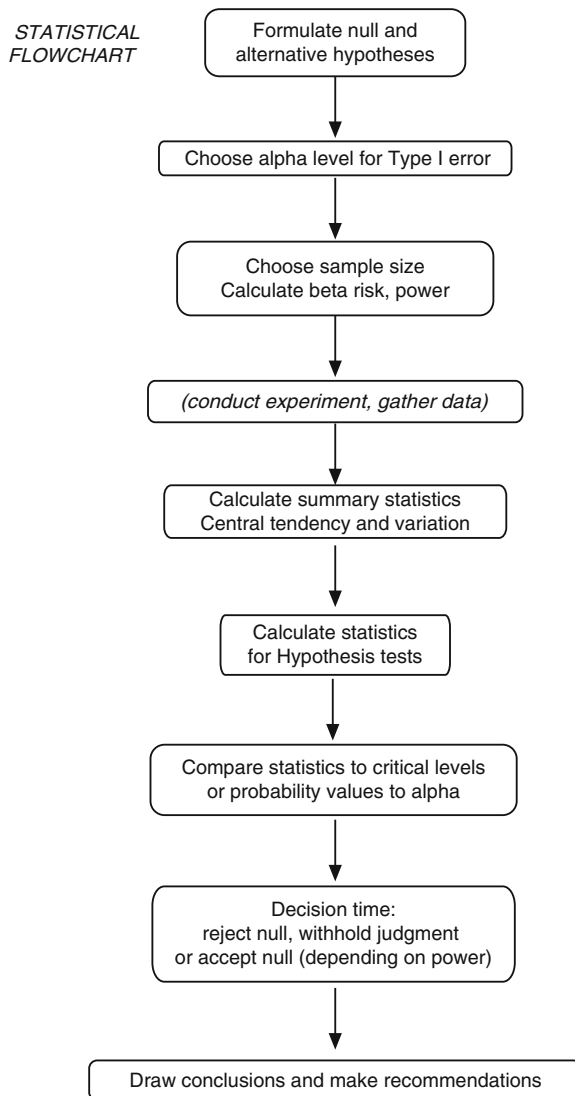 STATISTICAL
FLOWCHART
Formulate null and
alternative hypotheses
Choose alpha level for Type I error
Choose sample size
Calculate beta risk, power
(conduct experiment, gather data)
Calculate summary statistics
Central tendency and variation
Calculate statistics
for Hypothesis tests
Compare statistics to critical levels
or probability values to alpha
Decision time:
reject null, withhold judgment
or accept null (depending on power)
Draw conclusions and make recommendations